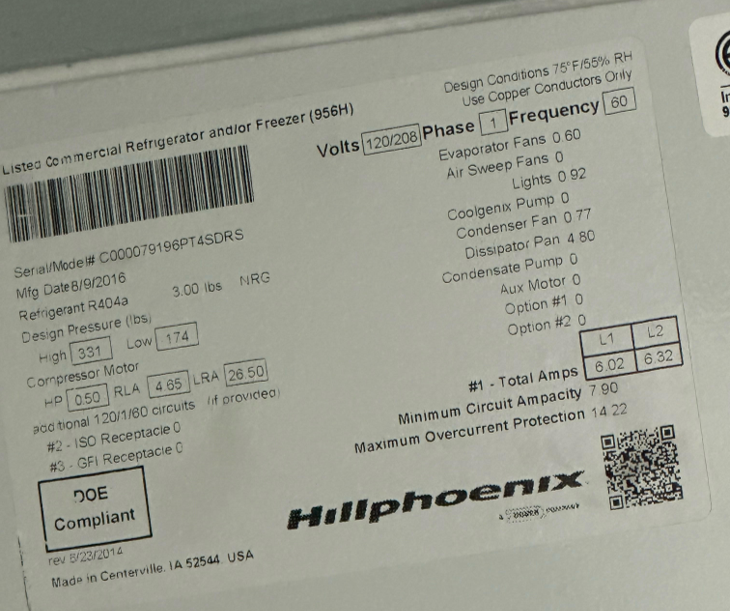 Listed Commercial Refrigerator and/or Freezer (956H)
Serial/Model# C000079196PT4SDRS
Mfg Date 8/9/2016
Refrigerant R404a 3.00 lbs NRG
Design Pressure (lbs)
High 331 Low 174
Compressor Motor
HP 0.50 RLA 4.65 LRA 26.50
additional 120/1/60 circuits (if provided)
#2 - ISO Receptacle 0
#3 - GFI Receptacle 0
DOE
Compliant
rev 5/23/2014
Made in Centerville, IA 52544 USA
Design Conditions 75°F/55% RH
Use Copper Conductors Only
Volts 120/208 Phase 1 Frequency 60
Evaporator Fans 0.60
Air Sweep Fans 0
Lights 0.92
Coolgenix Pump 0
Condenser Fan 0.77
Dissipator Pan 4.80
Condensate Pump 0
Aux Motor 0
Option #1 0
Option #2 0
L1 L2
#1 - Total Amps 6.02 6.32
Minimum Circuit Ampacity 7.90
Maximum Overcurrent Protection 14.22
Hillphoenix
A DOVER COMPANY
In
9